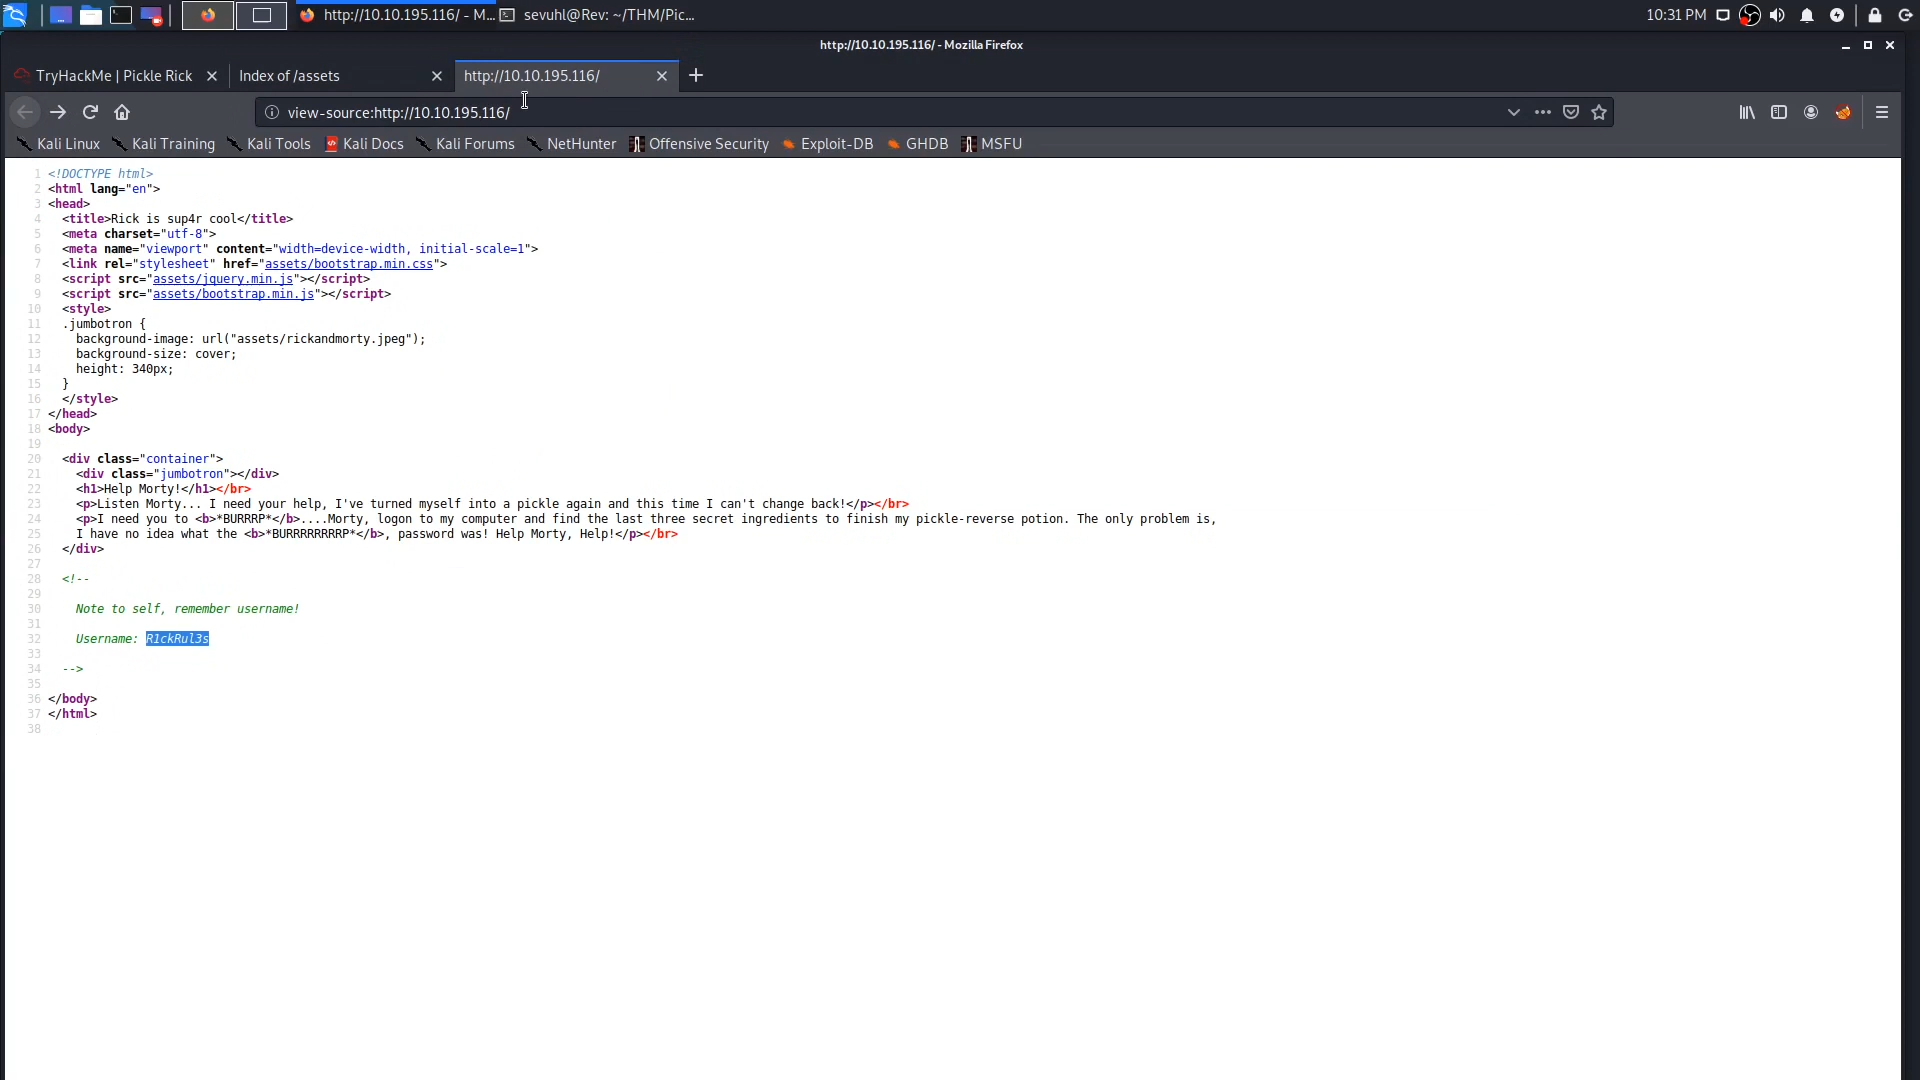 http://10.10.195.116/ - M...
sevuhl@Rev: ~/THM/Pic...
10:31 PM
http://10.10.195.116/ - Mozilla Firefox
TryHackMe | Pickle Rick
Index of /assets
http://10.10.195.116/
view-source:http://10.10.195.116/
Kali Linux
Kali Training
Kali Tools
Kali Docs
Kali Forums
NetHunter
Offensive Security
Exploit-DB
GHDB
MSFU
1 <!DOCTYPE html>
2 <html lang="en">
3 <head>
4 <title>Rick is sup4r cool</title>
5 <meta charset="utf-8">
6 <meta name="viewport" content="width=device-width, initial-scale=1">
7 <link rel="stylesheet" href="assets/bootstrap.min.css">
8 <script src="assets/jquery.min.js"></script>
9 <script src="assets/bootstrap.min.js"></script>
10 <style>
11 .jumbotron {
12 background-image: url("assets/rickandmorty.jpeg");
13 background-size: cover;
14 height: 340px;
15 }
16 </style>
17 </head>
18 <body>
19
20 <div class="container">
21 <div class="jumbotron"></div>
22 <h1>Help Morty!</h1></br>
23 <p>Listen Morty... I need your help, I've turned myself into a pickle again and this time I can't change back!</p></br>
24 <p>I need you to <b>*BURRRP*</b>....Morty, logon to my computer and find the last three secret ingredients to finish my pickle-reverse potion. The only problem is,
25 I have no idea what the <b>*BURRRRRRRRP*</b>, password was! Help Morty, Help!</p></br>
26 </div>
27
28 <!--
29
30 Note to self, remember username!
31
32 Username: R1ckRul3s
33
34 -->
35
36 </body>
37 </html>
38